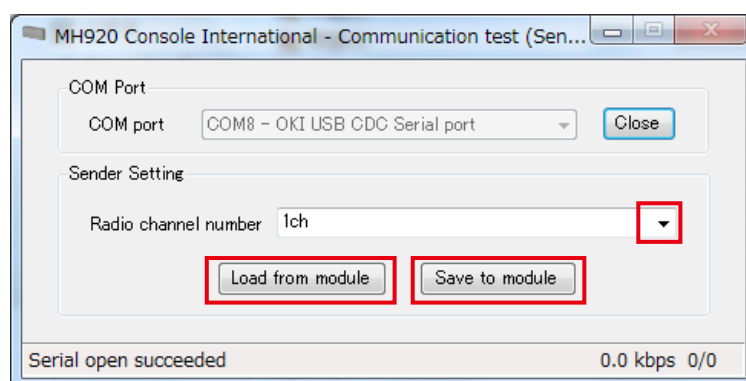 MH920 Console International - Communication test (Sen...
COM Port
COM port COM8 - OKI USB CDC Serial port Close
Sender Setting
Radio channel number 1ch
Load from module Save to module
Serial open succeeded 0.0 kbps 0/0